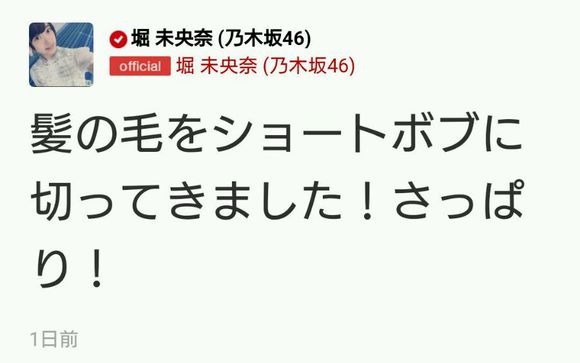 堀 未央奈 (乃木坂46)
official 堀 未央奈 (乃木坂46)
髪の毛をショートボブに
切ってきました！さっぱ
り！
1日前